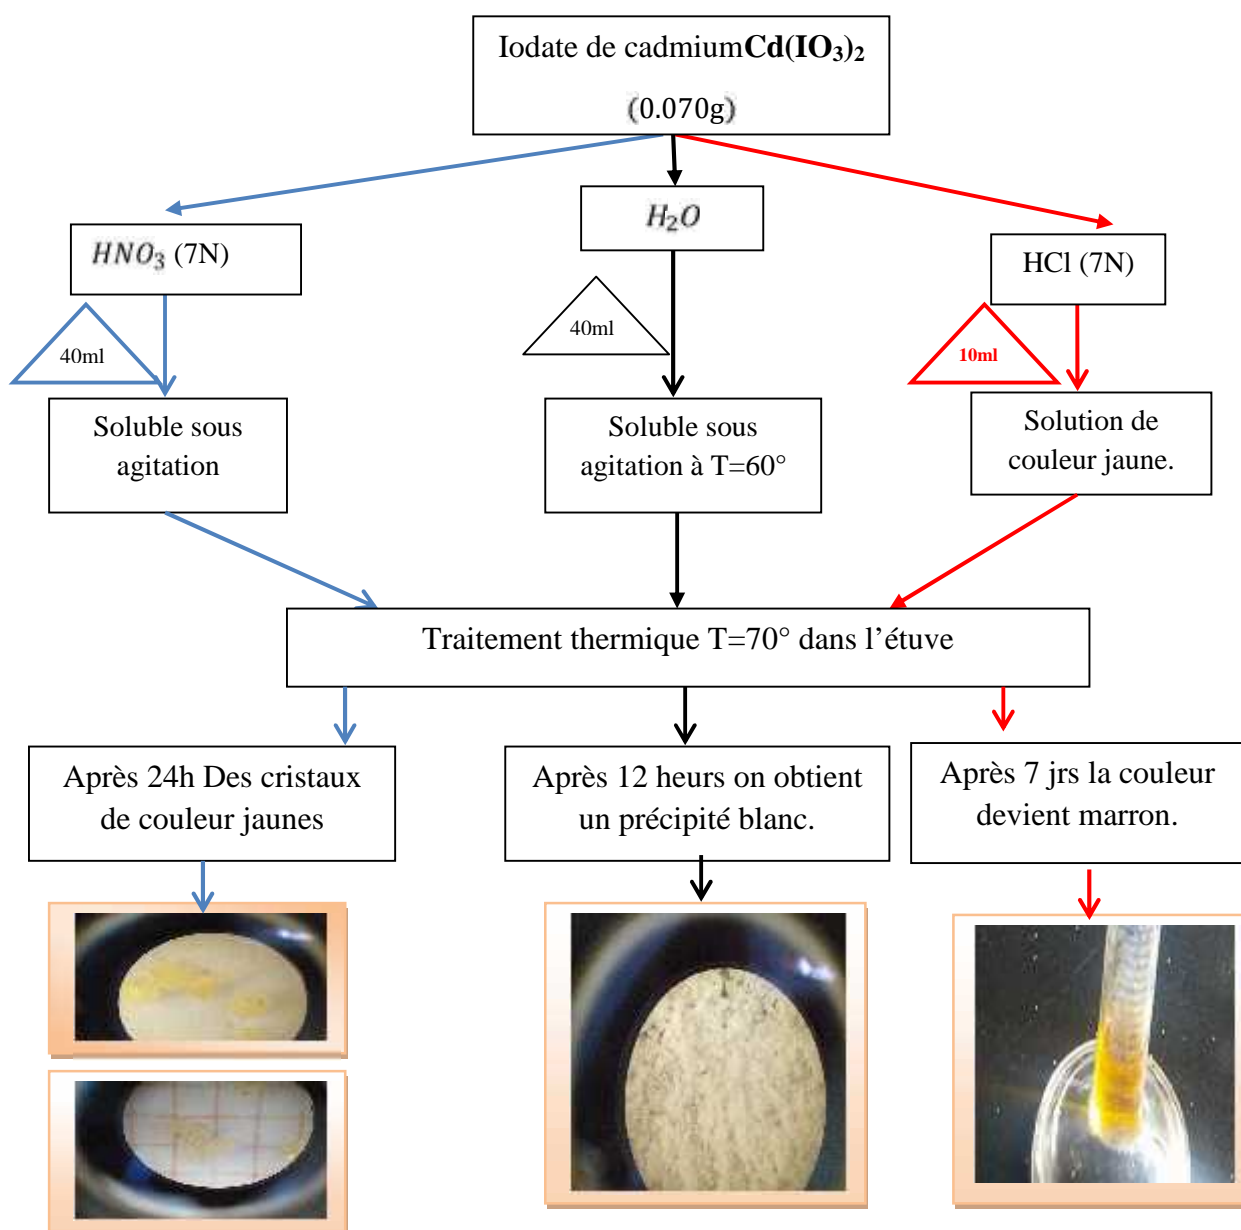 Iodate de cadmiumCd(IO₃)₂
(0.070g)
HNO₃ (7N)
H₂O
HCl (7N)
40ml
40ml
10ml
Soluble sous
agitation
Soluble sous
agitation à T=60°
Solution de
couleur jaune.
Traitement thermique T=70° dans l’étuve
Après 24h Des cristaux
de couleur jaunes
Après 12 heurs on obtient
un précipité blanc.
Après 7 jrs la couleur
devient marron.